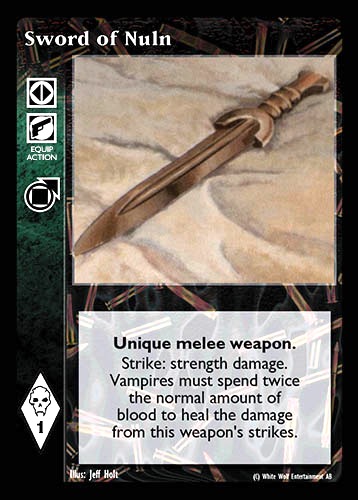 Sword of Nuln
EQUIP
ACTION
Unique melee weapon.
Strike: strength damage.
Vampires must spend twice
the normal amount of
blood to heal the damage
from this weapon's strikes.
1
Illus: Jeff Holt
(C) White Wolf Entertainment AB